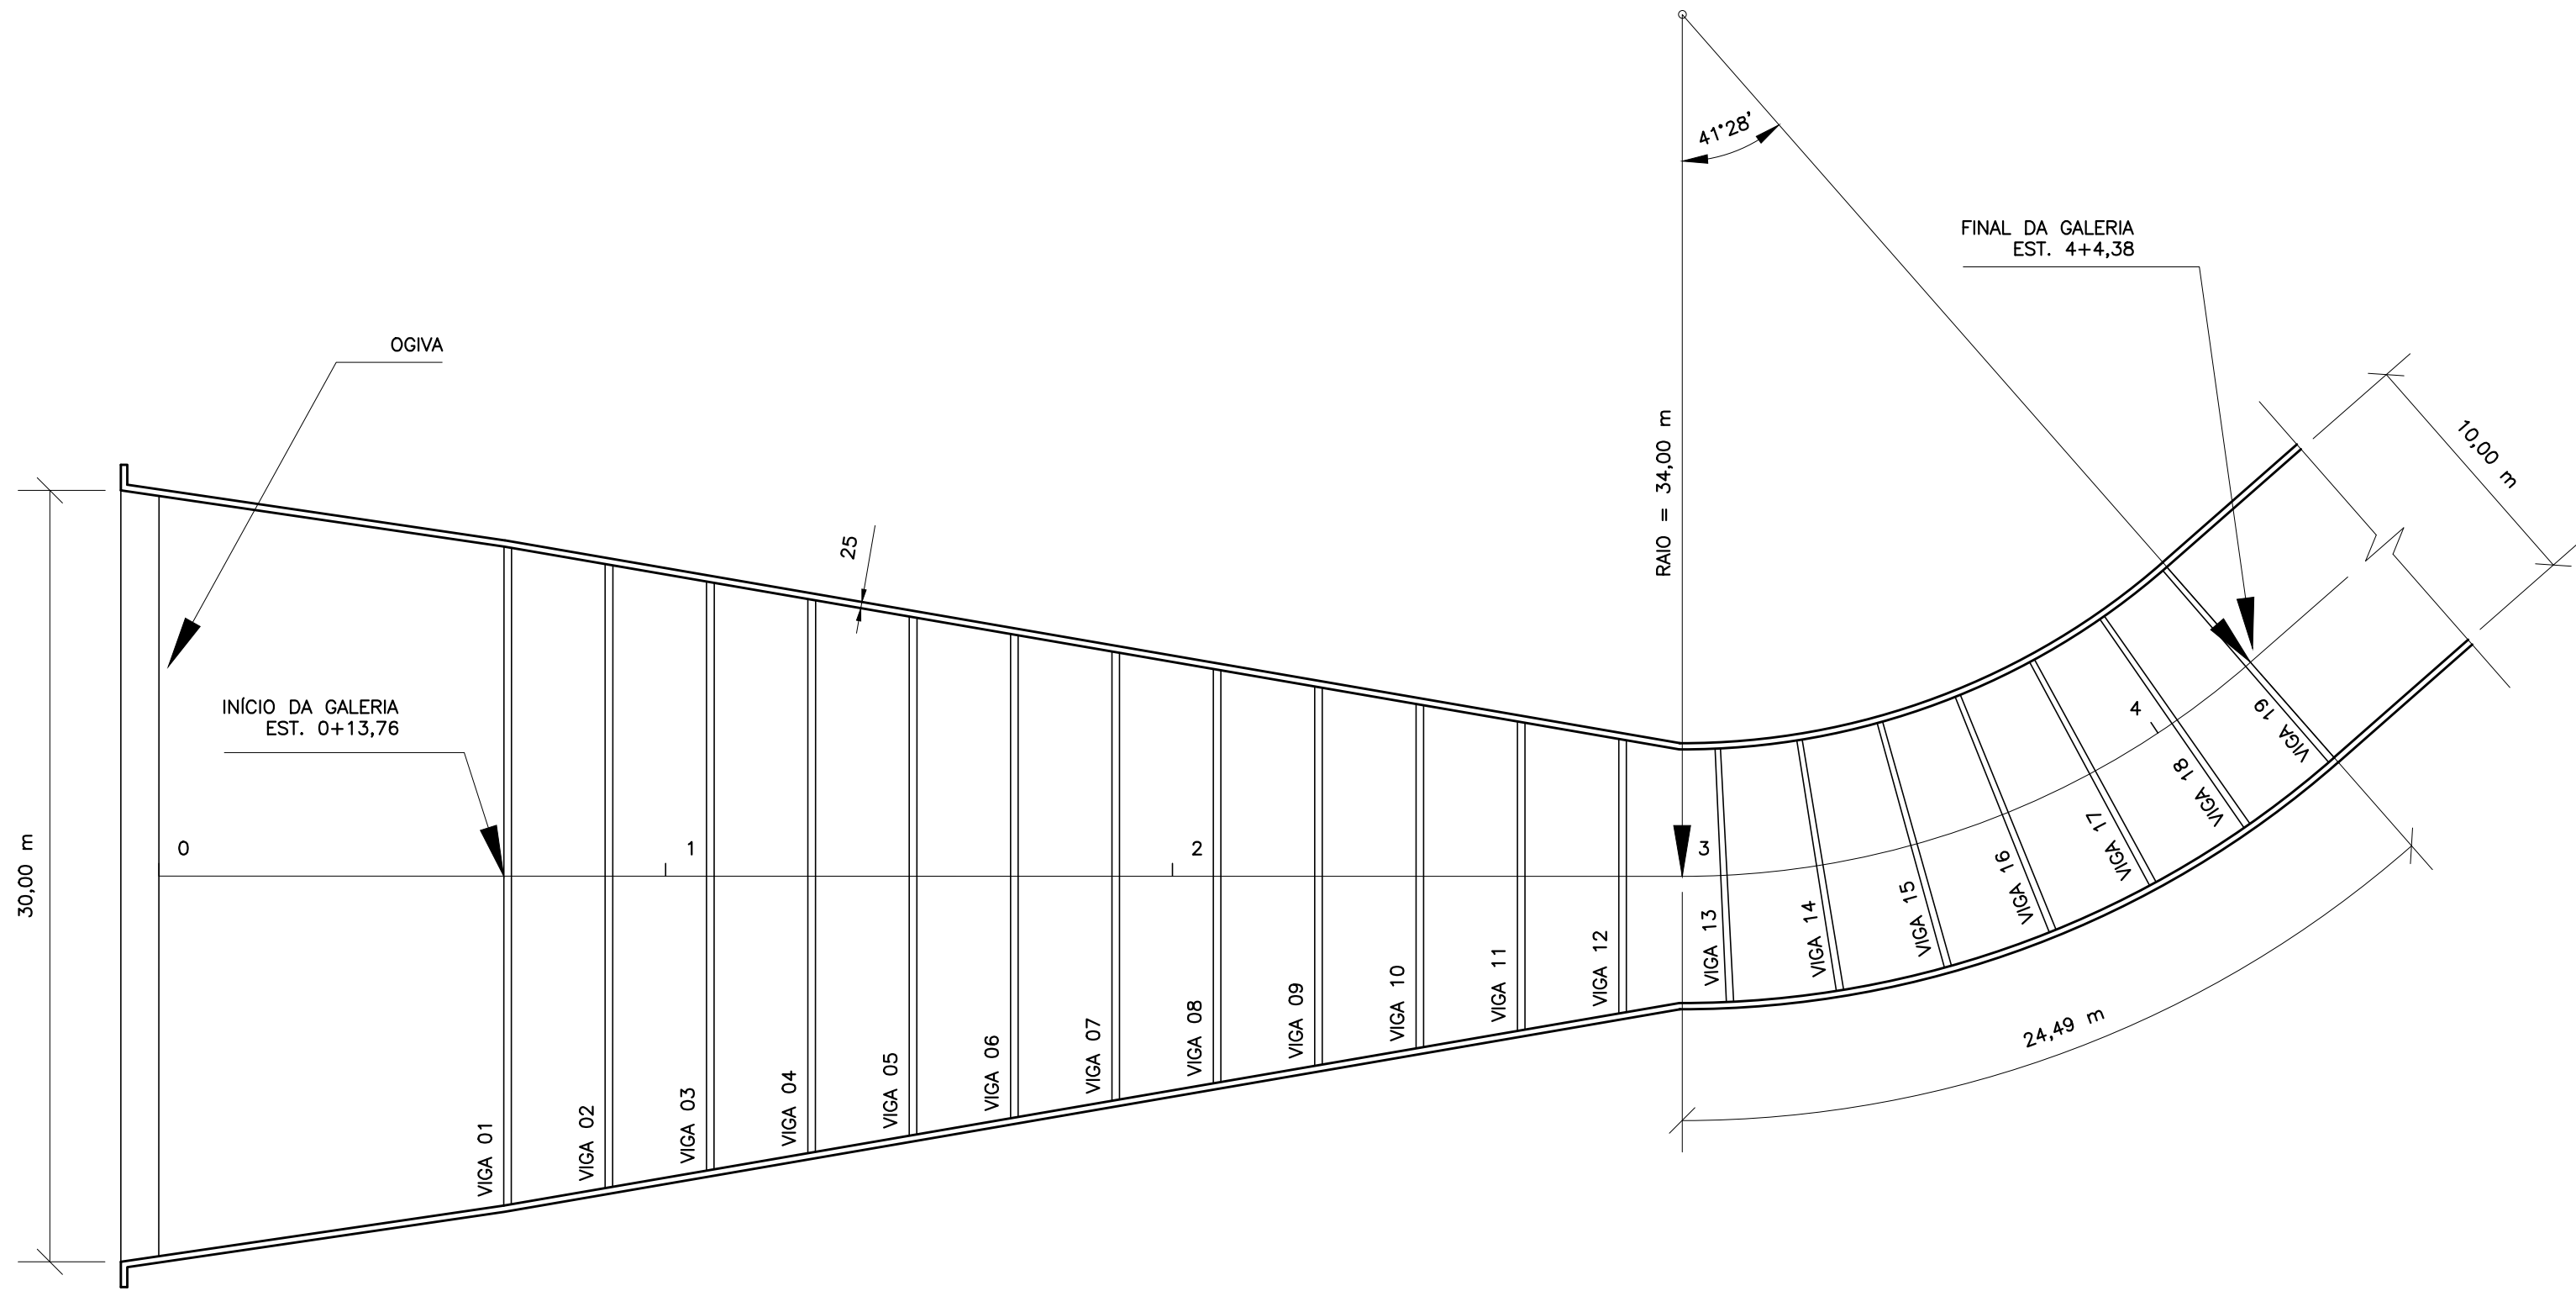 41°28'
FINAL DA GALERIA
EST. 4+4,38
OGIVA
10,00 m
RAIO = 34,00 m
25
INÍCIO DA GALERIA
EST. 0+13,76
30,00 m
0
1
2
3
4
VIGA 01
VIGA 02
VIGA 03
VIGA 04
VIGA 05
VIGA 06
VIGA 07
VIGA 08
VIGA 09
VIGA 10
VIGA 11
VIGA 12
VIGA 13
VIGA 14
VIGA 15
VIGA 16
VIGA 17
VIGA 18
VIGA 19
24,49 m